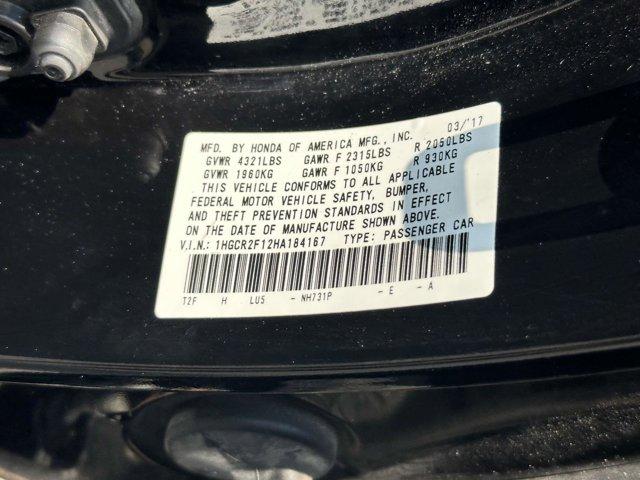 MFD. BY HONDA OF AMERICA MFG., INC. 03/'17
GVWR 4321LBS GAWR F 2315LBS R 2050LBS
GVWR 1960KG GAWR F 1050KG R 930KG
THIS VEHICLE CONFORMS TO ALL APPLICABLE
FEDERAL MOTOR VEHICLE SAFETY, BUMPER,
AND THEFT PREVENTION STANDARDS IN EFFECT
ON THE DATE OF MANUFACTURE SHOWN ABOVE.
V.I.N.: 1HGCR2F12HA184167 TYPE: PASSENGER CAR
T2F H LU5 - NH731P - E - A